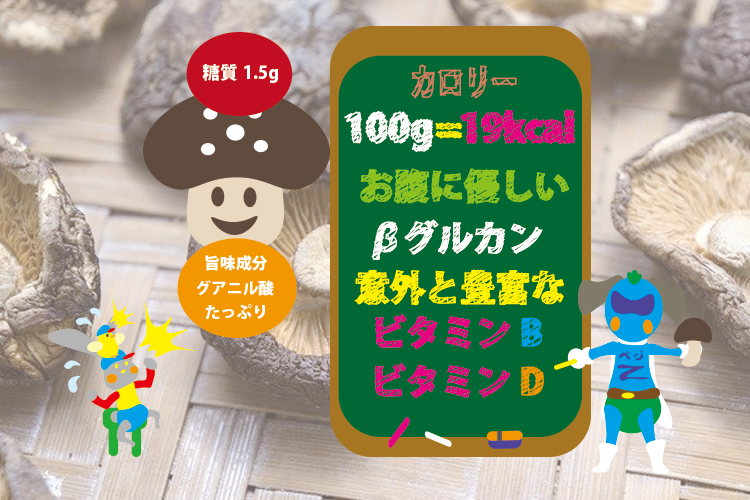 糖質 1.5g
旨味成分
グアニル酸
たっぷり
カロリー
100g=19kcal
お腹に優しい
βグルカン
意外と豊富な
ビタミン B
ビタミン D